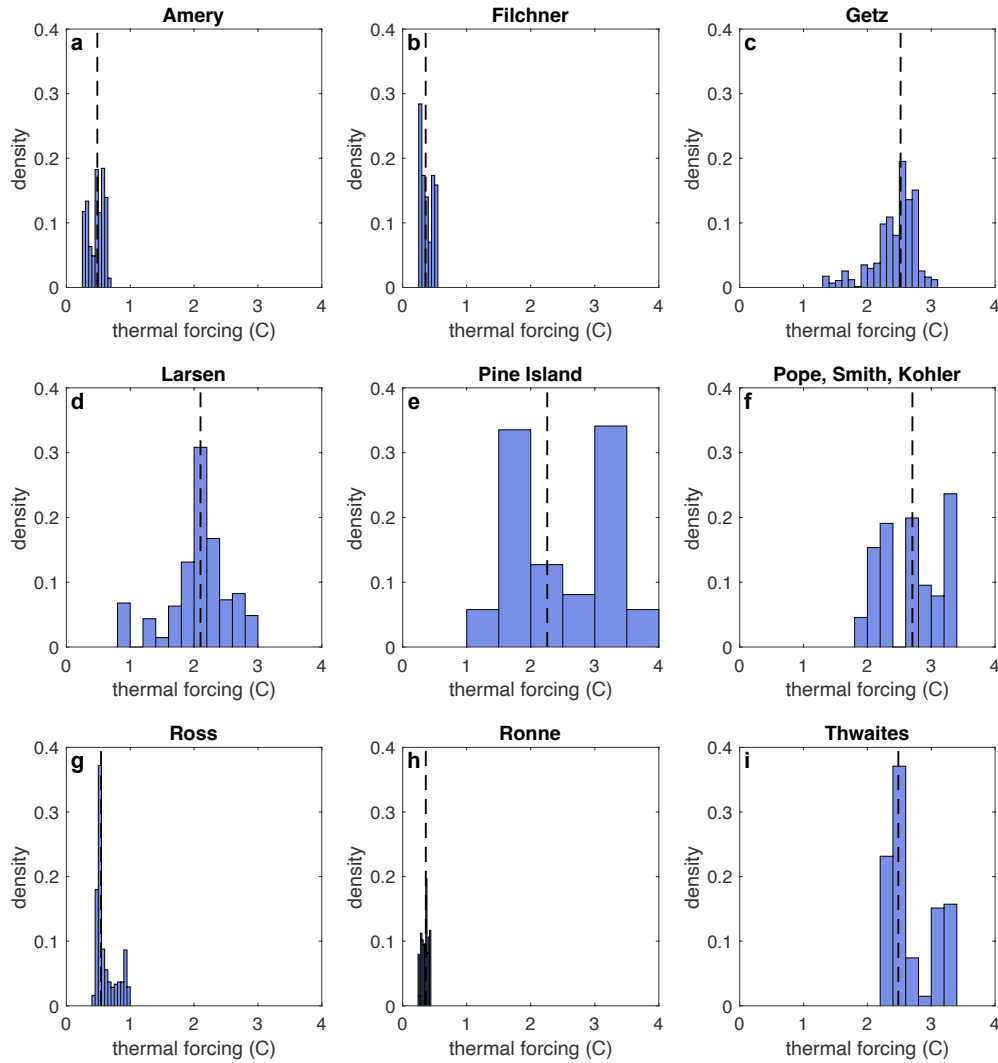 Amery
a
0.4
0.3
0.2
0.1
0
density
0 1 2 3 4
thermal forcing (C)
Filchner
b
0.4
0.3
0.2
0.1
0
density
0 1 2 3 4
thermal forcing (C)
Getz
c
0.4
0.3
0.2
0.1
0
density
0 1 2 3 4
thermal forcing (C)
Larsen
d
0.4
0.3
0.2
0.1
0
density
0 1 2 3 4
thermal forcing (C)
Pine Island
e
0.4
0.3
0.2
0.1
0
density
0 1 2 3 4
thermal forcing (C)
Pope, Smith, Kohler
f
0.4
0.3
0.2
0.1
0
density
0 1 2 3 4
thermal forcing (C)
Ross
g
0.4
0.3
0.2
0.1
0
density
0 1 2 3 4
thermal forcing (C)
Ronne
h
0.4
0.3
0.2
0.1
0
density
0 1 2 3 4
thermal forcing (C)
Thwaites
i
0.4
0.3
0.2
0.1
0
density
0 1 2 3 4
thermal forcing (C)